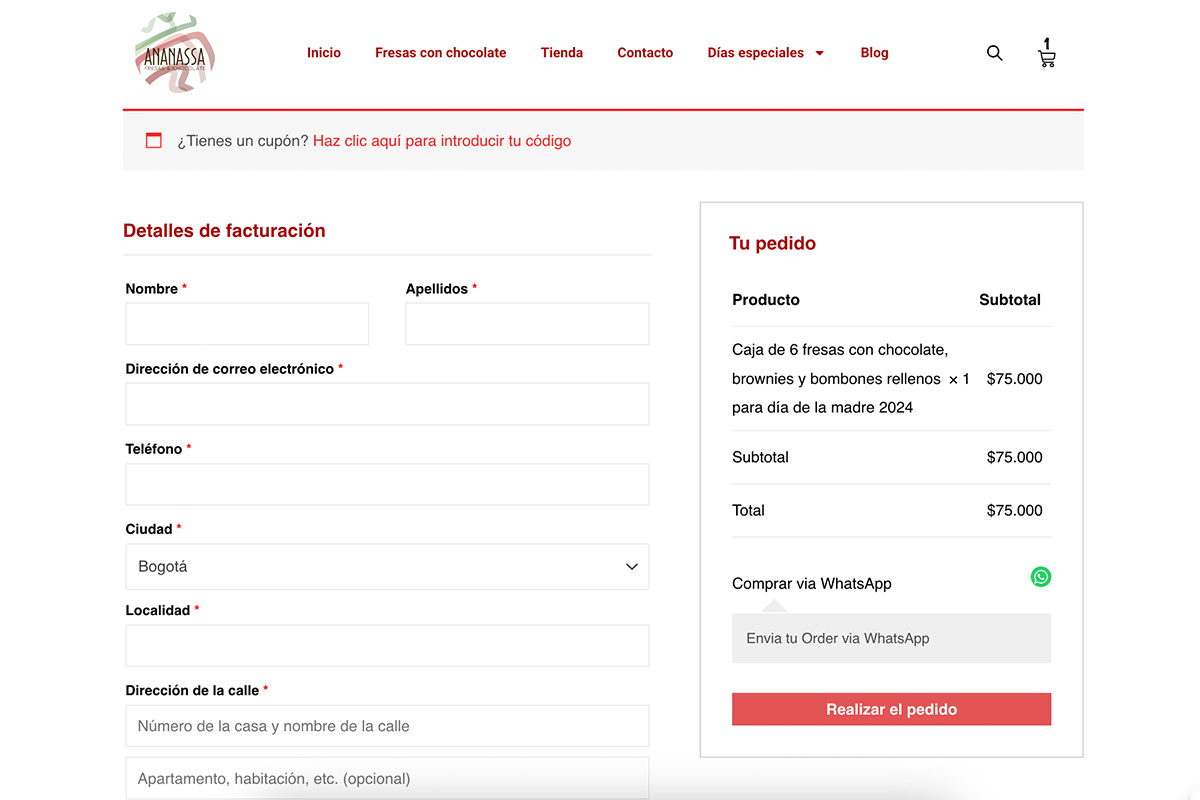 ANANASSA
FRESAS & CHOCOLATE
Inicio
Fresas con chocolate
Tienda
Contacto
Días especiales
Blog
1
¿Tienes un cupón? Haz clic aquí para introducir tu código
Detalles de facturación
Nombre *
Apellidos *
Dirección de correo electrónico *
Teléfono *
Ciudad *
Bogotá
Localidad *
Dirección de la calle *
Número de la casa y nombre de la calle
Apartamento, habitación, etc. (opcional)
Tu pedido
Producto Subtotal
Caja de 6 fresas con chocolate,
brownies y bombones rellenos × 1 $75.000
para día de la madre 2024
Subtotal $75.000
Total $75.000
Comprar via WhatsApp
Envia tu Order via WhatsApp
Realizar el pedido